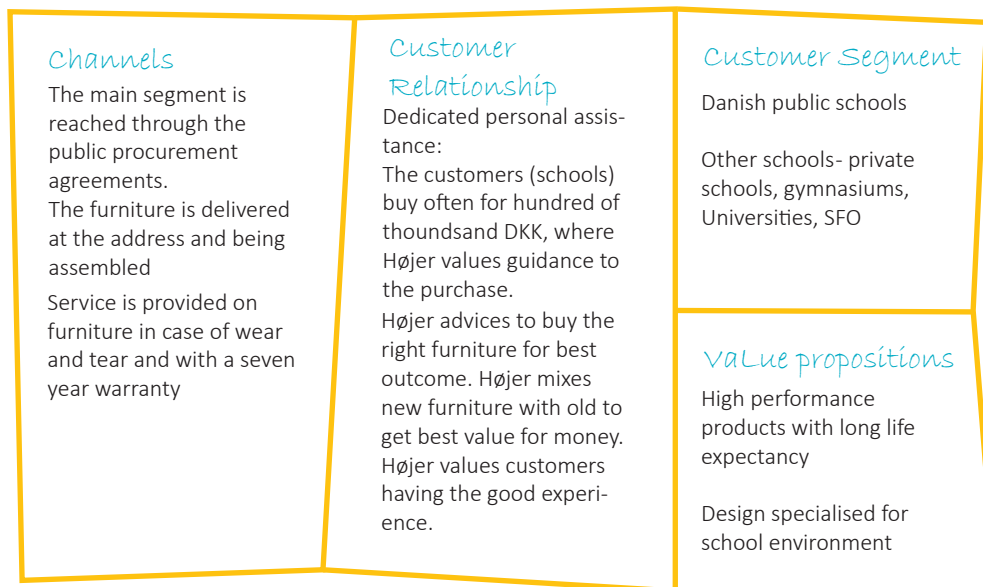 Channels
The main segment is
reached through the
public procurement
agreements.
The furniture is delivered
at the address and being
assembled
Service is provided on
furniture in case of wear
and tear and with a seven
year warranty
Customer
Relationship
Dedicated personal assis-
tance:
The customers (schools)
buy often for hundred of
thoundsand DKK, where
Højer values guidance to
the purchase.
Højer advices to buy the
right furniture for best
outcome. Højer mixes
new furniture with old to
get best value for money.
Højer values customers
having the good experi-
ence.
Customer Segment
Danish public schools
Other schools- private
schools, gymnasiums,
Universities, SFO
VaLue propositions
High performance
products with long life
expectancy
Design specialised for
school environment